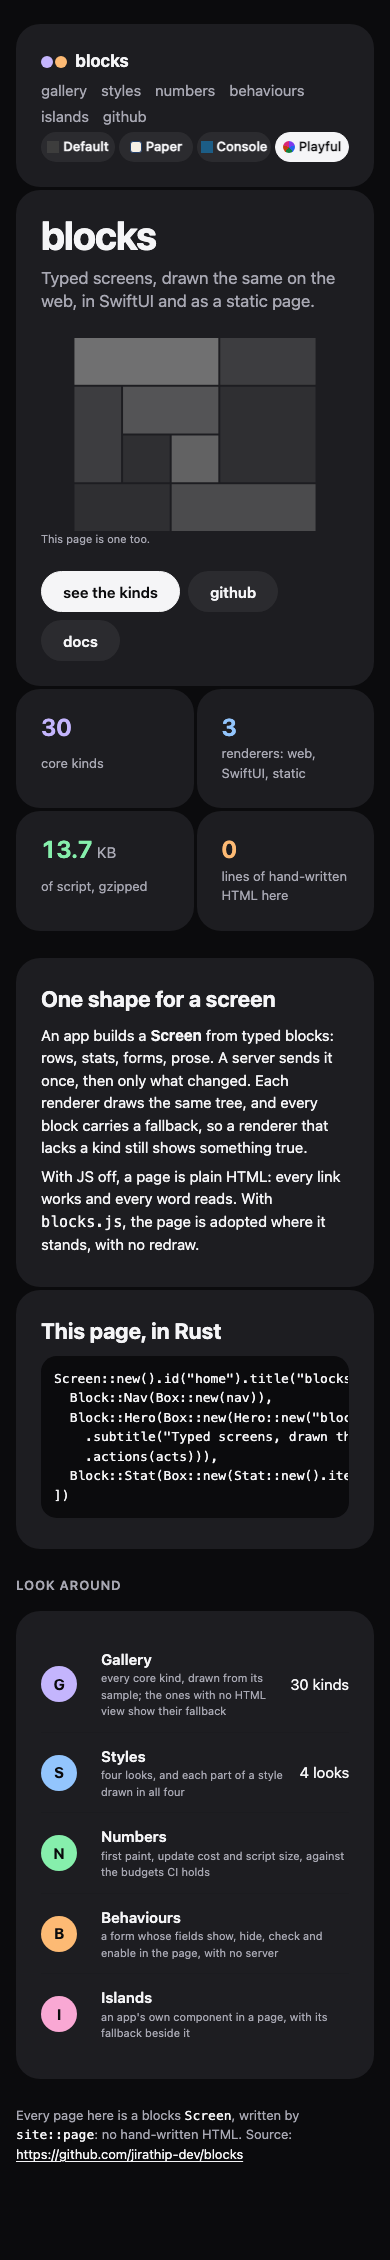 blocks
gallery styles numbers behaviours
islands github
Default Paper Console Playful
blocks
Typed screens, drawn the same on the
web, in SwiftUI and as a static page.
This page is one too.
see the kinds github
docs
30
core kinds
3
renderers: web,
SwiftUI, static
13.7 KB
of script, gzipped
0
lines of hand-written
HTML here
One shape for a screen
An app builds a Screen from typed blocks:
rows, stats, forms, prose. A server sends it
once, then only what changed. Each
renderer draws the same tree, and every
block carries a fallback, so a renderer that
lacks a kind still shows something true.
With JS off, a page is plain HTML: every link
works and every word reads. With
blocks.js, the page is adopted where it
stands, with no redraw.
This page, in Rust
Screen::new().id("home").title("blocks
Block::Nav(Box::new(nav)),
Block::Hero(Box::new(Hero::new("bloc
.subtitle("Typed screens, drawn th
.actions(acts))),
Block::Stat(Box::new(Stat::new().ite
])
LOOK AROUND
G
Gallery
every core kind, drawn from its
sample; the ones with no HTML
view show their fallback
30 kinds
S
Styles
four looks, and each part of a style
drawn in all four
4 looks
N
Numbers
first paint, update cost and script size, against
the budgets CI holds
B
Behaviours
a form whose fields show, hide, check and
enable in the page, with no server
I
Islands
an app's own component in a page, with its
fallback beside it
Every page here is a blocks Screen, written by
site::page: no hand-written HTML. Source:
https://github.com/jirathip-dev/blocks